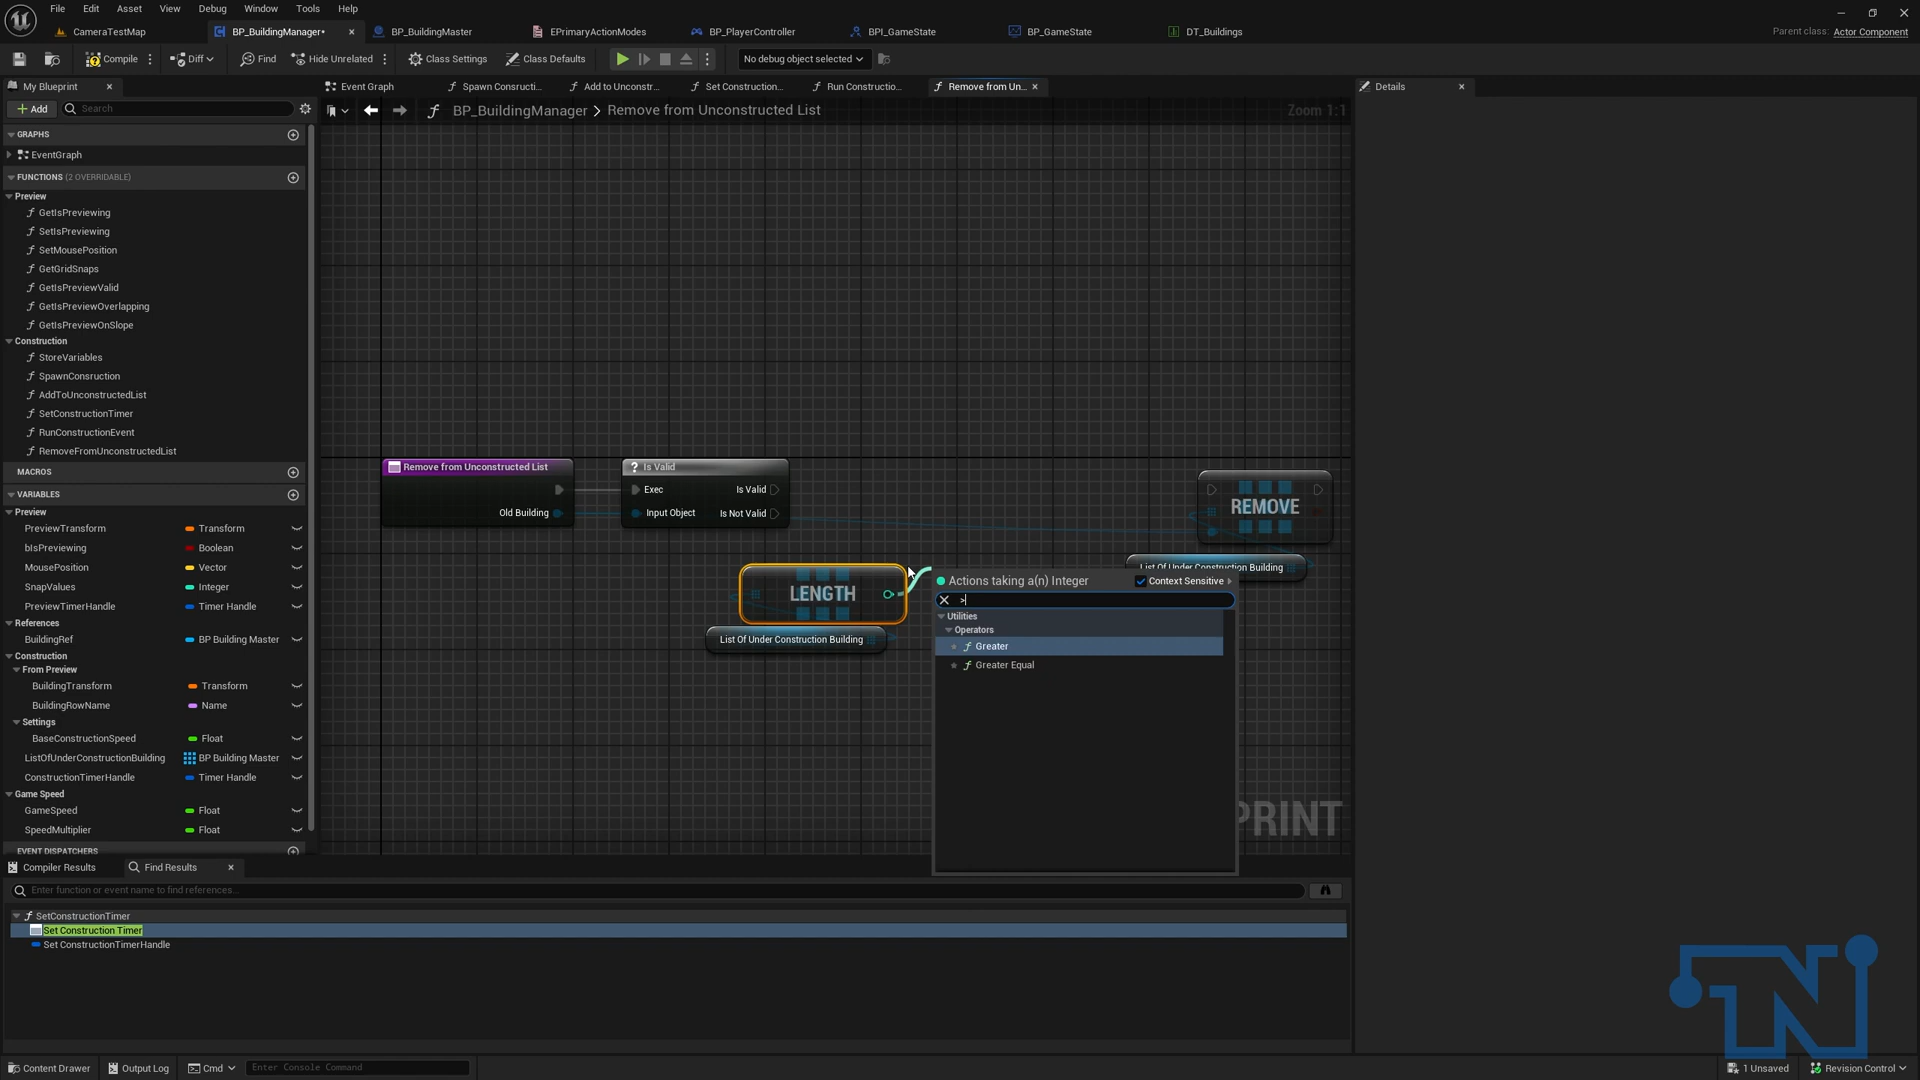 File Edit Asset View Debug Window Tools Help
CameraTestMap BP_BuildingManager• BP_BuildingMaster EPrimaryActionModes BP_PlayerController BPI_GameState BP_GameState DT_Buildings Parent class: Actor Component
Compile Diff Find Hide Unrelated Class Settings Class Defaults No debug object selected
My Blueprint Event Graph Spawn Consructi... Add to Unconstr... Set Construction... Run Constructio... Remove from Un... Details
Add Search
BP_BuildingManager > Remove from Unconstructed List Zoom 1:1
GRAPHS
EventGraph
FUNCTIONS (2 OVERRIDABLE)
Preview
GetIsPreviewing
SetIsPreviewing
SetMousePosition
GetGridSnaps
GetIsPreviewValid
GetIsPreviewOverlapping
GetIsPreviewOnSlope
Construction
StoreVariables
SpawnConsruction
AddToUnconstructedList
SetConstructionTimer
RunConstructionEvent
RemoveFromUnconstructedList
MACROS
VARIABLES
Preview
PreviewTransform Transform
bIsPreviewing Boolean
MousePosition Vector
SnapValues Integer
PreviewTimerHandle Timer Handle
References
BuildingRef BP Building Master
Construction
From Preview
BuildingTransform Transform
BuildingRowName Name
Settings
BaseConstructionSpeed Float
ListOfUnderConstructionBuilding BP Building Master
ConstructionTimerHandle Timer Handle
Game Speed
GameSpeed Float
SpeedMultiplier Float
EVENT DISPATCHERS
Remove from Unconstructed List
Old Building
Is Valid
Exec Is Valid
Input Object Is Not Valid
REMOVE
List Of Under Construction Building
LENGTH
List Of Under Construction Building
Actions taking a(n) Integer Context Sensitive
>
Utilities
Operators
Greater
Greater Equal
PRINT
Compiler Results Find Results
Enter function or event name to find references...
SetConstructionTimer
Set Construction Timer
Set ConstructionTimerHandle
Content Drawer Output Log Cmd Enter Console Command 1 Unsaved Revision Control